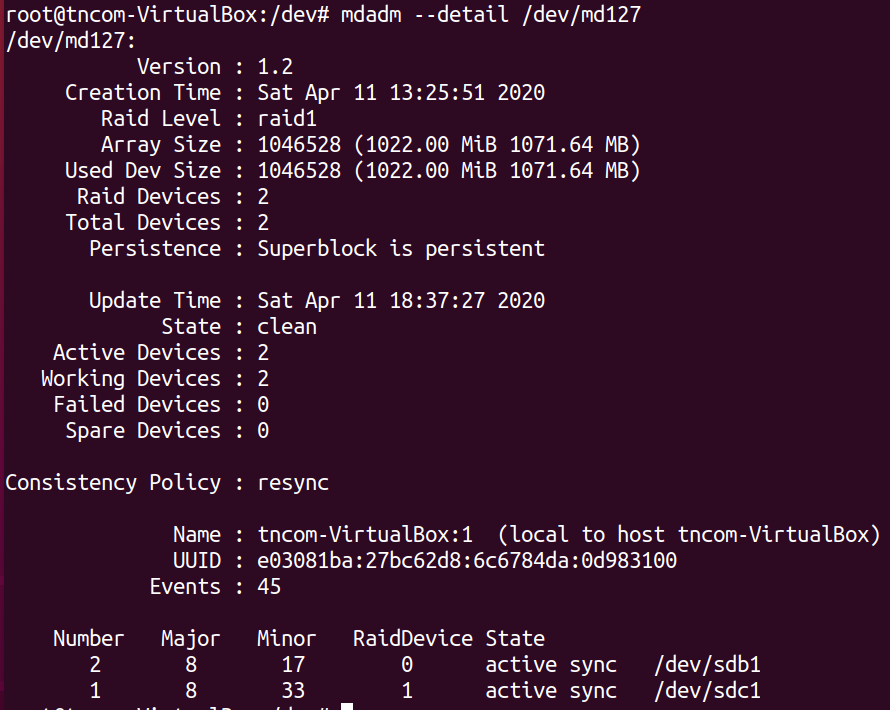 root@tncom-VirtualBox:/dev# mdadm --detail /dev/md127
/dev/md127:
Version : 1.2
Creation Time : Sat Apr 11 13:25:51 2020
Raid Level : raid1
Array Size : 1046528 (1022.00 MiB 1071.64 MB)
Used Dev Size : 1046528 (1022.00 MiB 1071.64 MB)
Raid Devices : 2
Total Devices : 2
Persistence : Superblock is persistent
Update Time : Sat Apr 11 18:37:27 2020
State : clean
Active Devices : 2
Working Devices : 2
Failed Devices : 0
Spare Devices : 0
Consistency Policy : resync
Name : tncom-VirtualBox:1  (local to host tncom-VirtualBox)
UUID : e03081ba:27bc62d8:6c6784da:0d983100
Events : 45
Number   Major   Minor   RaidDevice State
2       8       17        0      active sync   /dev/sdb1
1       8       33        1      active sync   /dev/sdc1